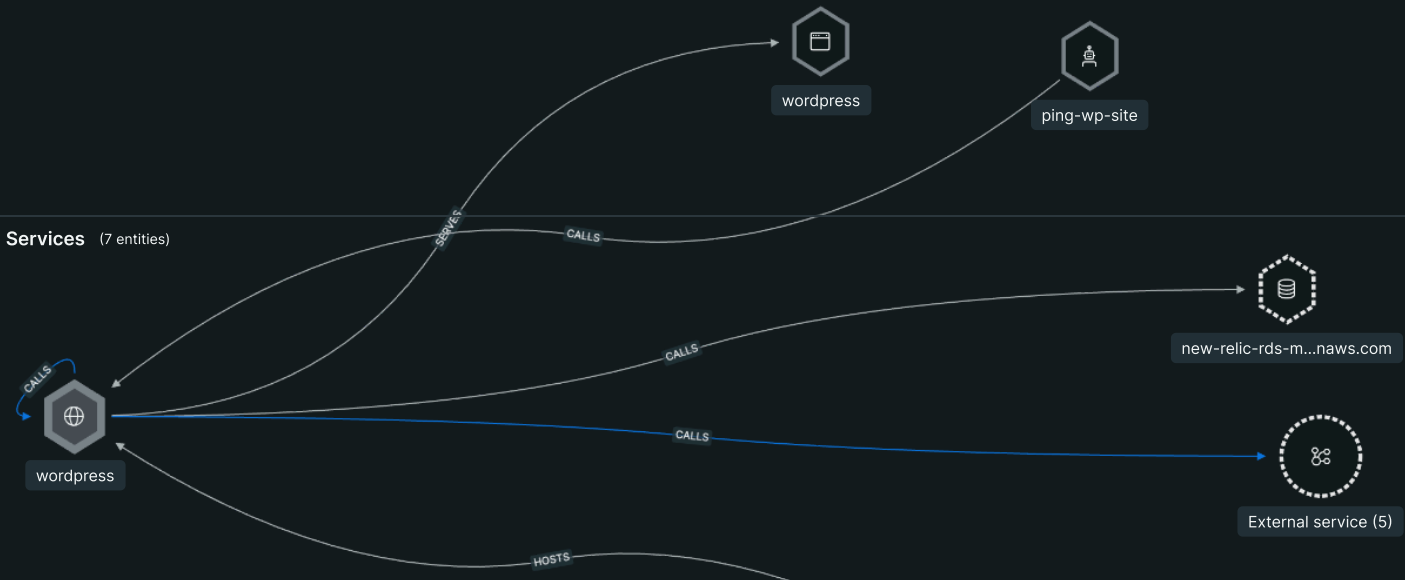 wordpress
ping-wp-site
SERVES
CALLS
Services (7 entities)
new-relic-rds-m...naws.com
CALLS
CALLS
CALLS
wordpress
External service (5)
HOSTS